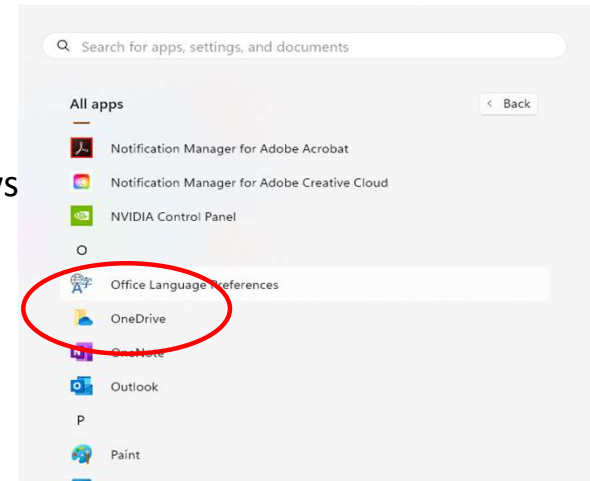 Search for apps, settings, and documents
All apps
< Back
Notification Manager for Adobe Acrobat
Notification Manager for Adobe Creative Cloud
NVIDIA Control Panel
O
Office Language Preferences
OneDrive
OneNote
Outlook
P
Paint